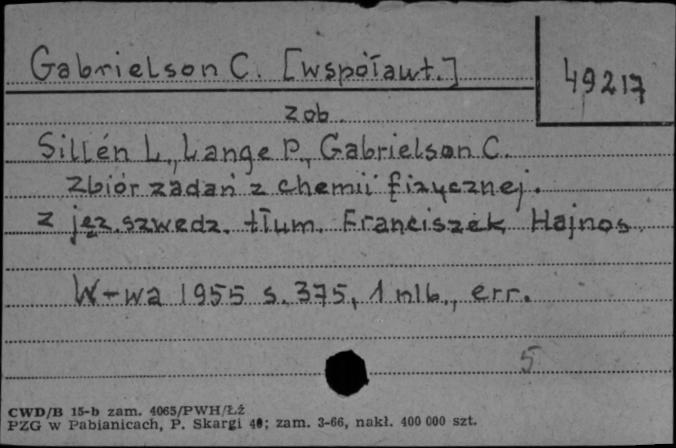 Gabrielson C. [współaut.]
49217
zob.
Sillén L., Lange P., Gabrielson C.
Zbiór zadań z chemii fizycznej.
z jęz. szwedz. tłum. Franciszek Hajnos.
W-wa 1955 s. 375, 1 nlb., err.
5
CWD/B 15-b zam. 4065/PWH/Łź
PZG w Pabianicach, P. Skargi 40; zam. 3-66, nakł. 400 000 szt.